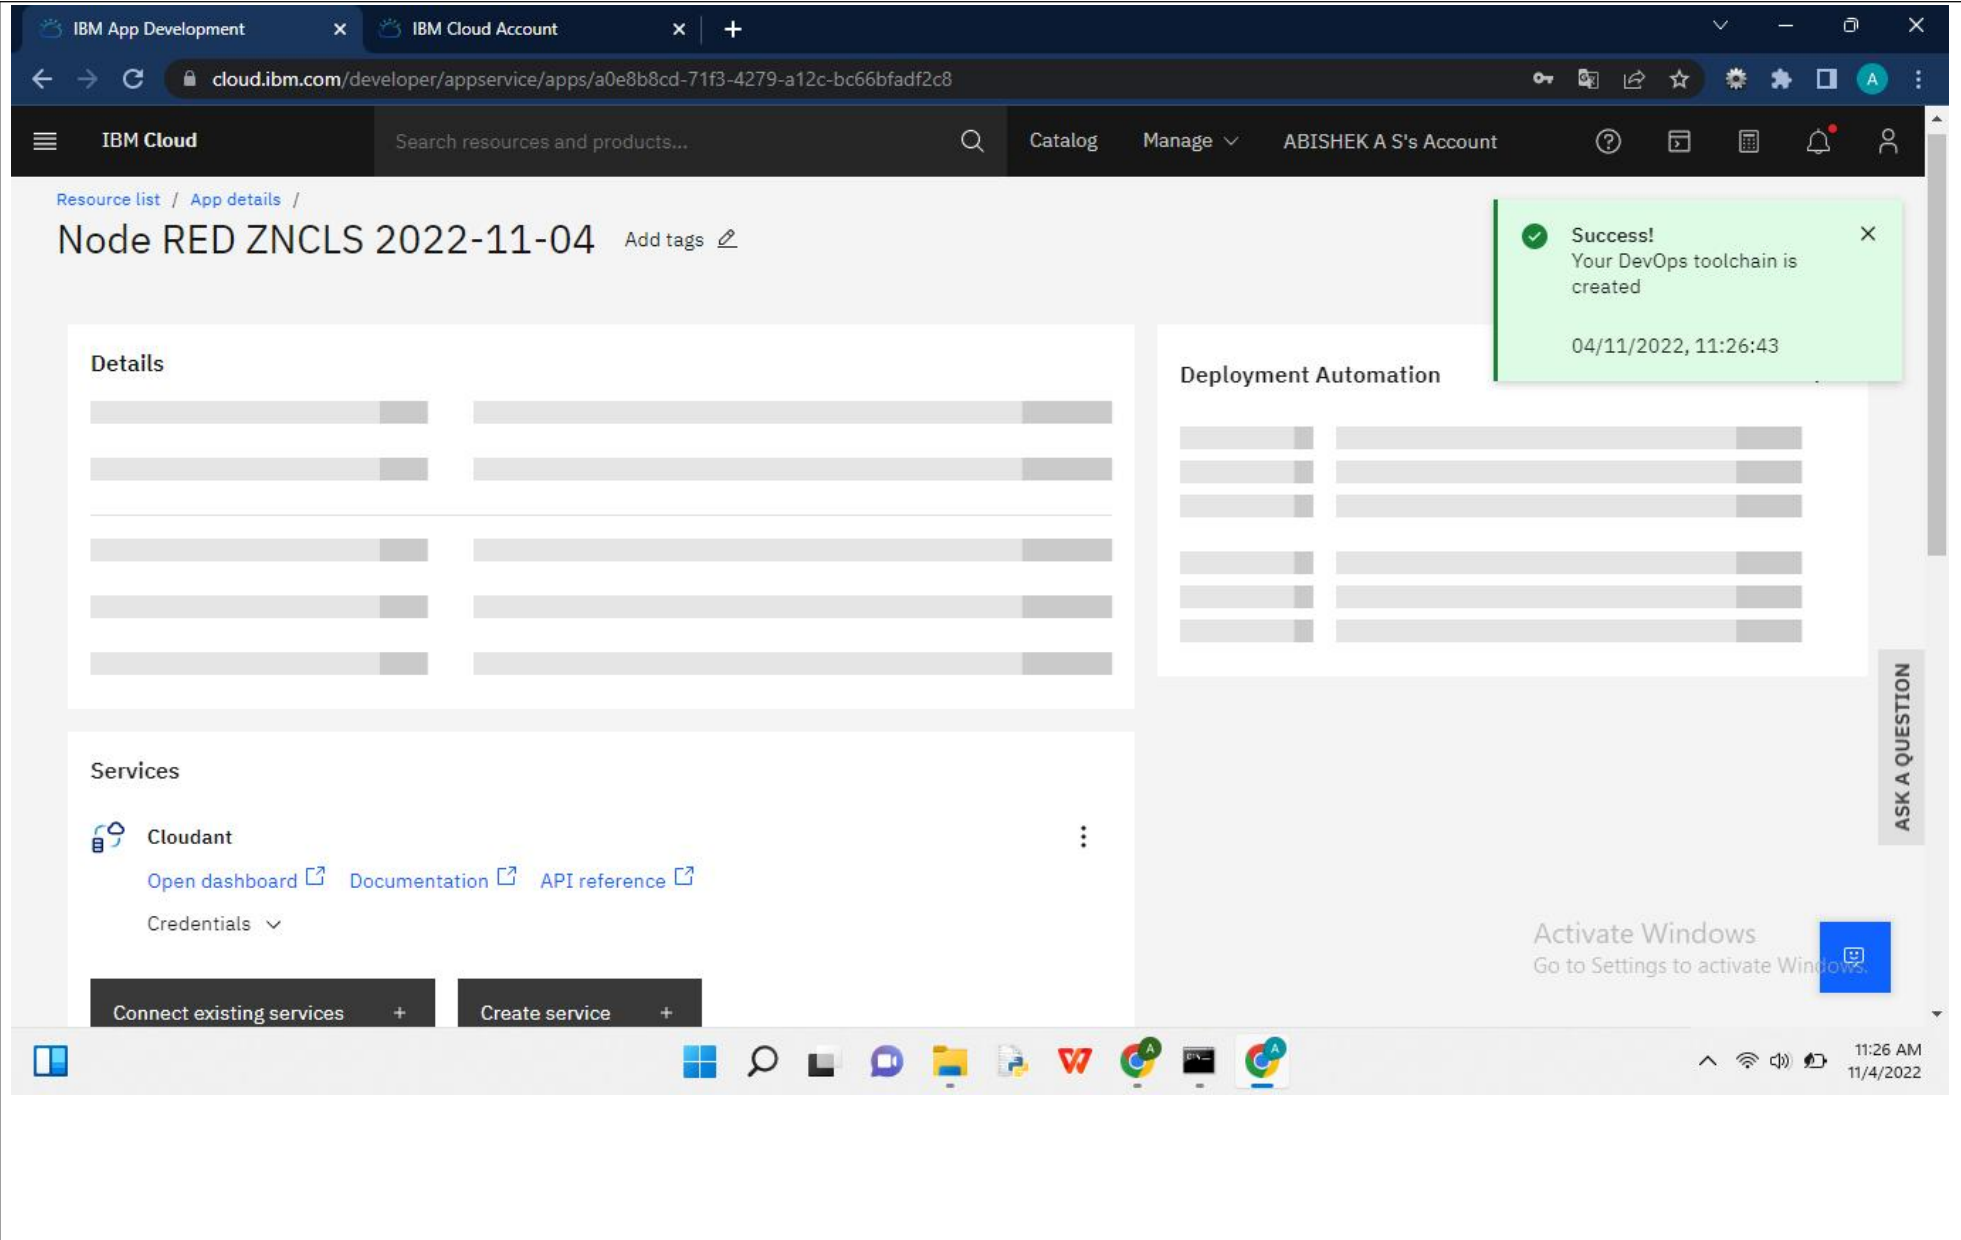 IBM App Development
IBM Cloud Account
cloud.ibm.com/developer/appservice/apps/a0e8b8cd-71f3-4279-a12c-bc66bfadf2c8
A
IBM Cloud
Search resources and products...
Catalog
Manage
ABISHEK A S's Account
Resource list / App details /
Node RED ZNCLS 2022-11-04
Add tags
Success!
Your DevOps toolchain is
created
04/11/2022, 11:26:43
Details
Deployment Automation
Services
Cloudant
Open dashboard
Documentation
API reference
Credentials
Connect existing services +
Create service +
ASK A QUESTION
Activate Windows
Go to Settings to activate Windows.
A
A
11:26 AM
11/4/2022